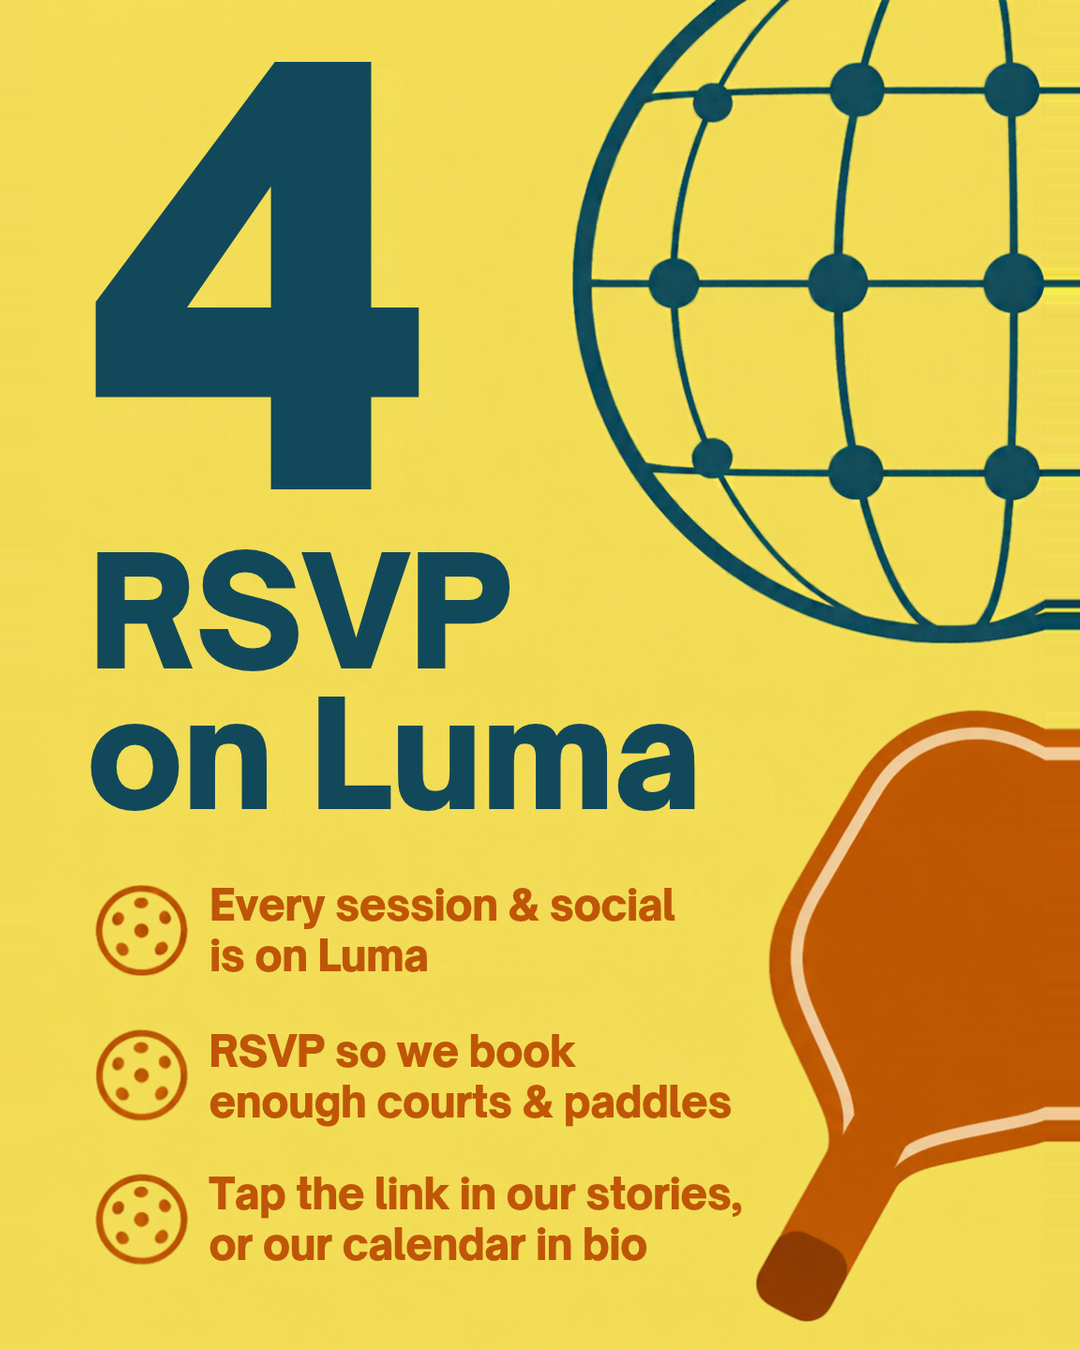 4
RSVP
on Luma
Every session & social
is on Luma
RSVP so we book
enough courts & paddles
Tap the link in our stories,
or our calendar in bio